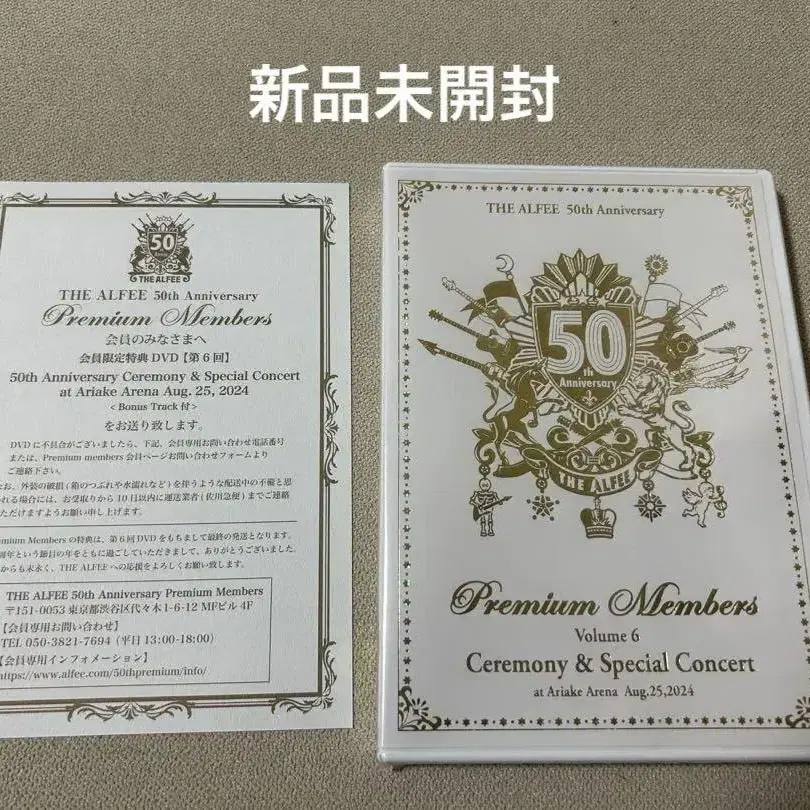 新品未開封
50
THE ALFEE
THE ALFEE 50th Anniversary
Premium Members
会員のみなさまへ
会員限定特典 DVD【第6回】
50th Anniversary Ceremony & Special Concert
at Ariake Arena Aug. 25, 2024
< Bonus Track 付 >
をお送り致します。
DVD に不具合がございましたら、下記、会員専用お問い合わせ電話番号
または、Premium members 会員ページお問い合わせフォームより
ご連絡下さい。
お、外装の破損 ( 箱のつぶれや水濡れなど ) を伴うような配送中の不備と思
れる場合には、お受取りから 10 日以内に運送業者 ( 佐川急便 ) までご連絡
ただけますようお願い申し上げます。
emium Members の特典は、第 6 回 DVD をもちまして最終の発送となります。
周年という節目の年をともに過ごしていただきまして、ありがとうございました。
からも末永く、THE ALFEE への応援をよろしくお願い致します。
THE ALFEE 50th Anniversary Premium Members
〒151-0053 東京都渋谷区代々木 1-6-12 MFビル 4F
【会員専用お問い合わせ】
TEL 050-3821-7694 (平日 13:00-18:00)
【会員専用インフォメーション】
https://www.alfee.com/50thpremium/info/
THE ALFEE 50th Anniversary
50
th
Anniversary
THE ALFEE
Premium Members
Volume 6
Ceremony & Special Concert
at Ariake Arena Aug.25,2024